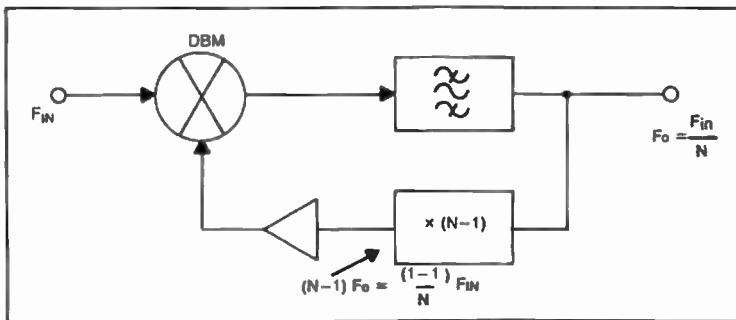 DBM
FIN
Fo = Fin/N
× (N−1)
(N−1) Fo = (1−1)/N FIN